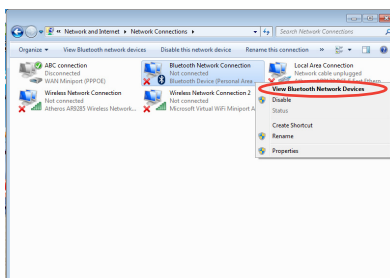 « Network and Internet ▸ Network Connections ▸
Search Network Connections
Organize ▾ View Bluetooth network devices Disable this network device Rename this connection »
ABC connection
Disconnected
WAN Miniport (PPPOE)
Bluetooth Network Connection
Not connected
Bluetooth Device (Personal Area ...
Local Area Connection
Network cable unplugged
Wireless Network Connection
Not connected
Atheros AR9285 Wireless Network...
Wireless Network Connection 2
Not connected
Microsoft Virtual WiFi Miniport A
View Bluetooth Network Devices
Disable
Status
Create Shortcut
Rename
Properties